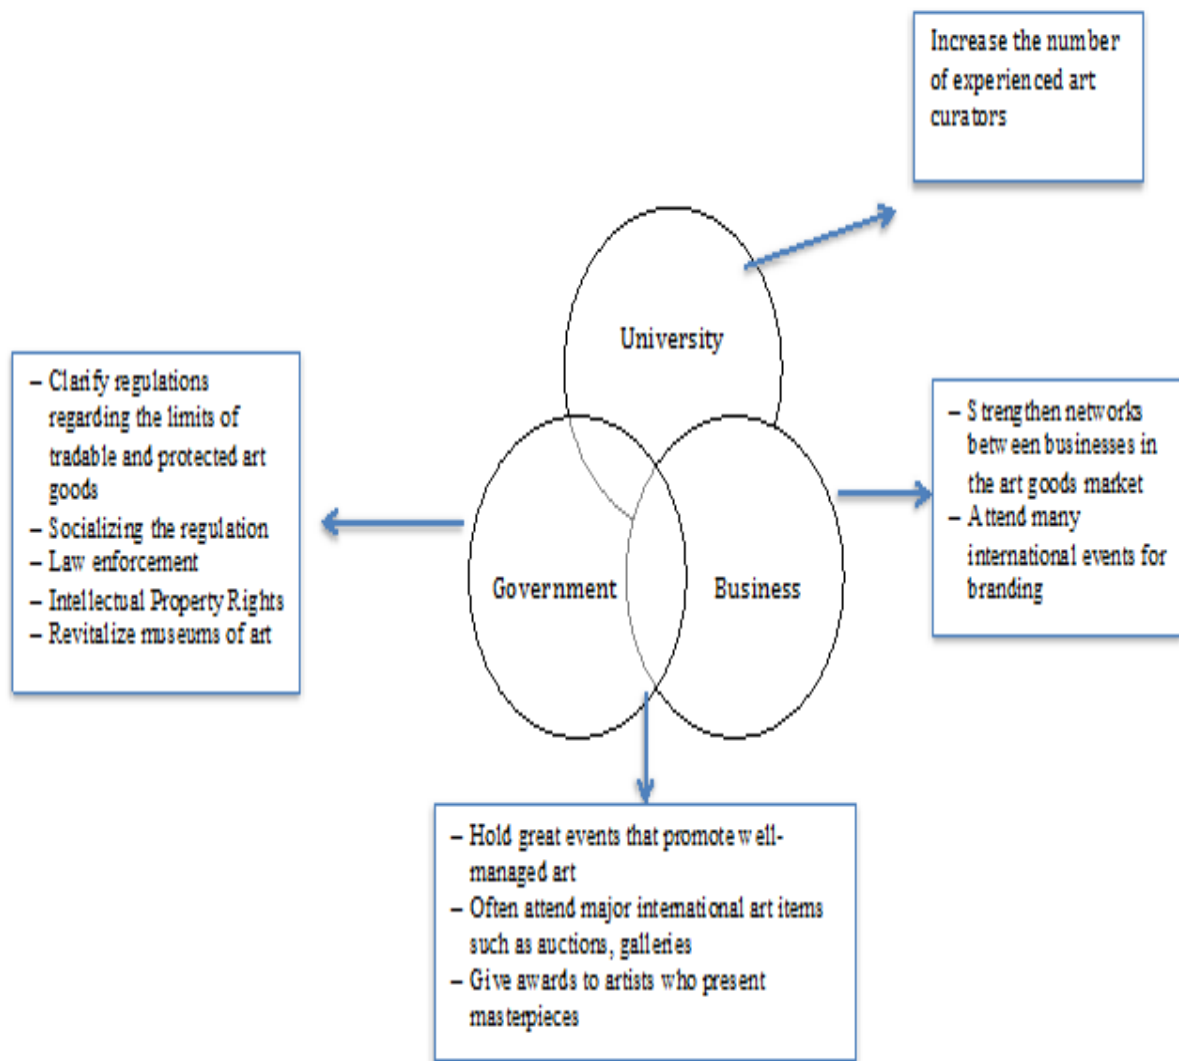 Increase the number
of experienced art
curators
University
– Clarify regulations
regarding the limits of
tradable and protected art
goods
– Socializing the regulation
– Law enforcement
– Intellectual Property Rights
– Revitalize museums of art
– Strengthen networks
between businesses in
the art goods market
– Attend many
international events for
branding
Government
Business
– Hold great events that promote well-
managed art
– Often attend major international art items
such as auctions, galleries
– Give awards to artists who present
masterpieces